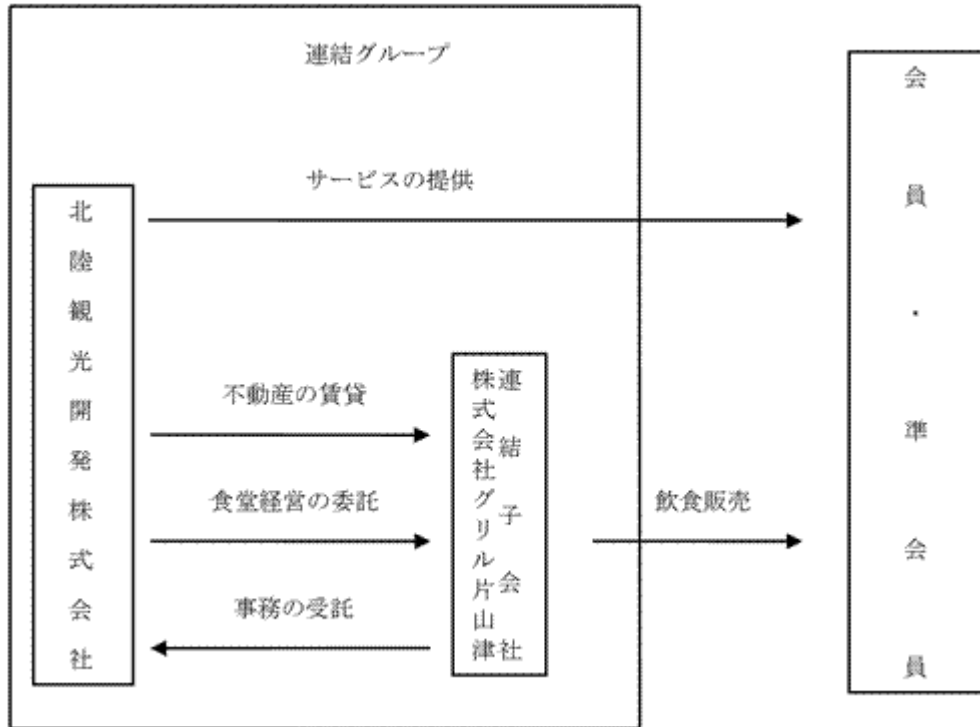 連結グループ
サービスの提供
北陸観光開発株式会社
不動産の賃貸
食堂経営の委託
事務の受託
連結子会社
株式会社グリル片山津
飲食販売
会員・準会員